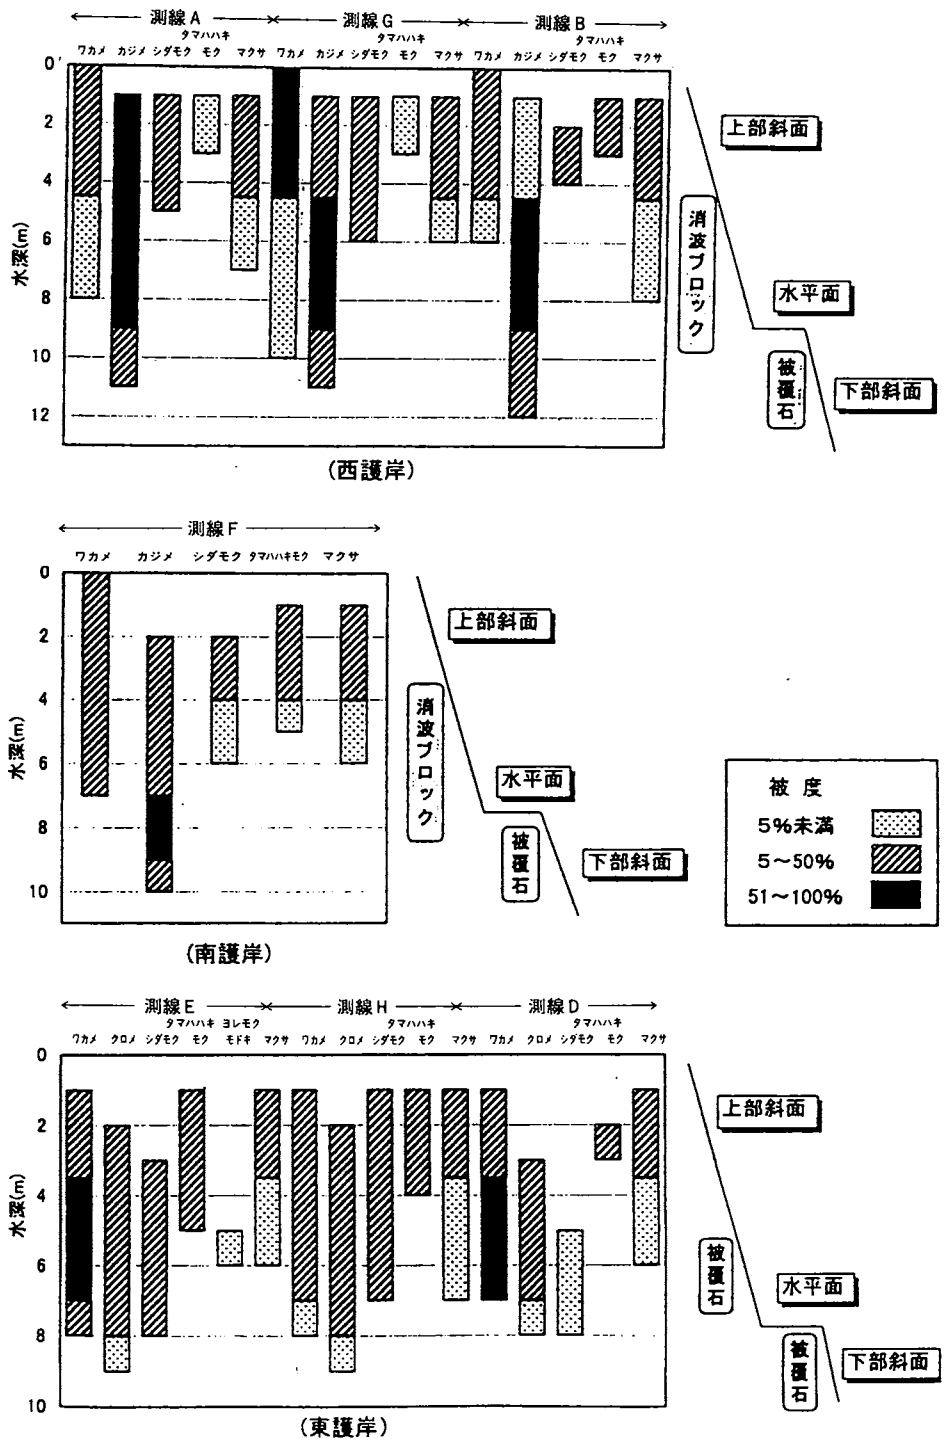 測線A 測線G 測線B
ワカメ カジメ シダモク タマハハキモク マクサ ワカメ カジメ シダモク タマハハキモク マクサ ワカメ カジメ シダモク タマハハキモク マクサ
0
2
4
6
8
10
12
水深(m)
上部斜面
消波ブロック
水平面
被覆石
下部斜面
(西護岸)
測線F
ワカメ カジメ シダモク タマハハキモク マクサ
0
2
4
6
8
10
水深(m)
上部斜面
消波ブロック
水平面
被覆石
下部斜面
被度
5%未満
5〜50%
51〜100%
(南護岸)
測線E 測線H 測線D
ワカメ クロメ シダモク タマハハキモク ヨレモクモドキ マクサ ワカメ クロメ シダモク タマハハキモク マクサ ワカメ クロメ シダモク タマハハキモク マクサ
0
2
4
6
8
10
水深(m)
上部斜面
被覆石
水平面
被覆石
下部斜面
(東護岸)